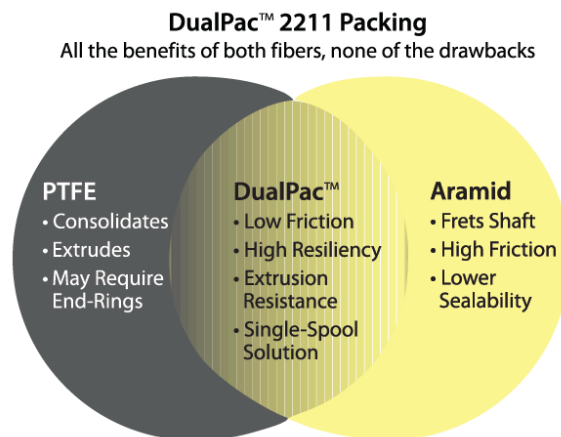 DualPac™ 2211 Packing
All the benefits of both fibers, none of the drawbacks
PTFE
• Consolidates
• Extrudes
• May Require
End-Rings
DualPac™
• Low Friction
• High Resiliency
• Extrusion
Resistance
• Single-Spool
Solution
Aramid
• Frets Shaft
• High Friction
• Lower
Sealability